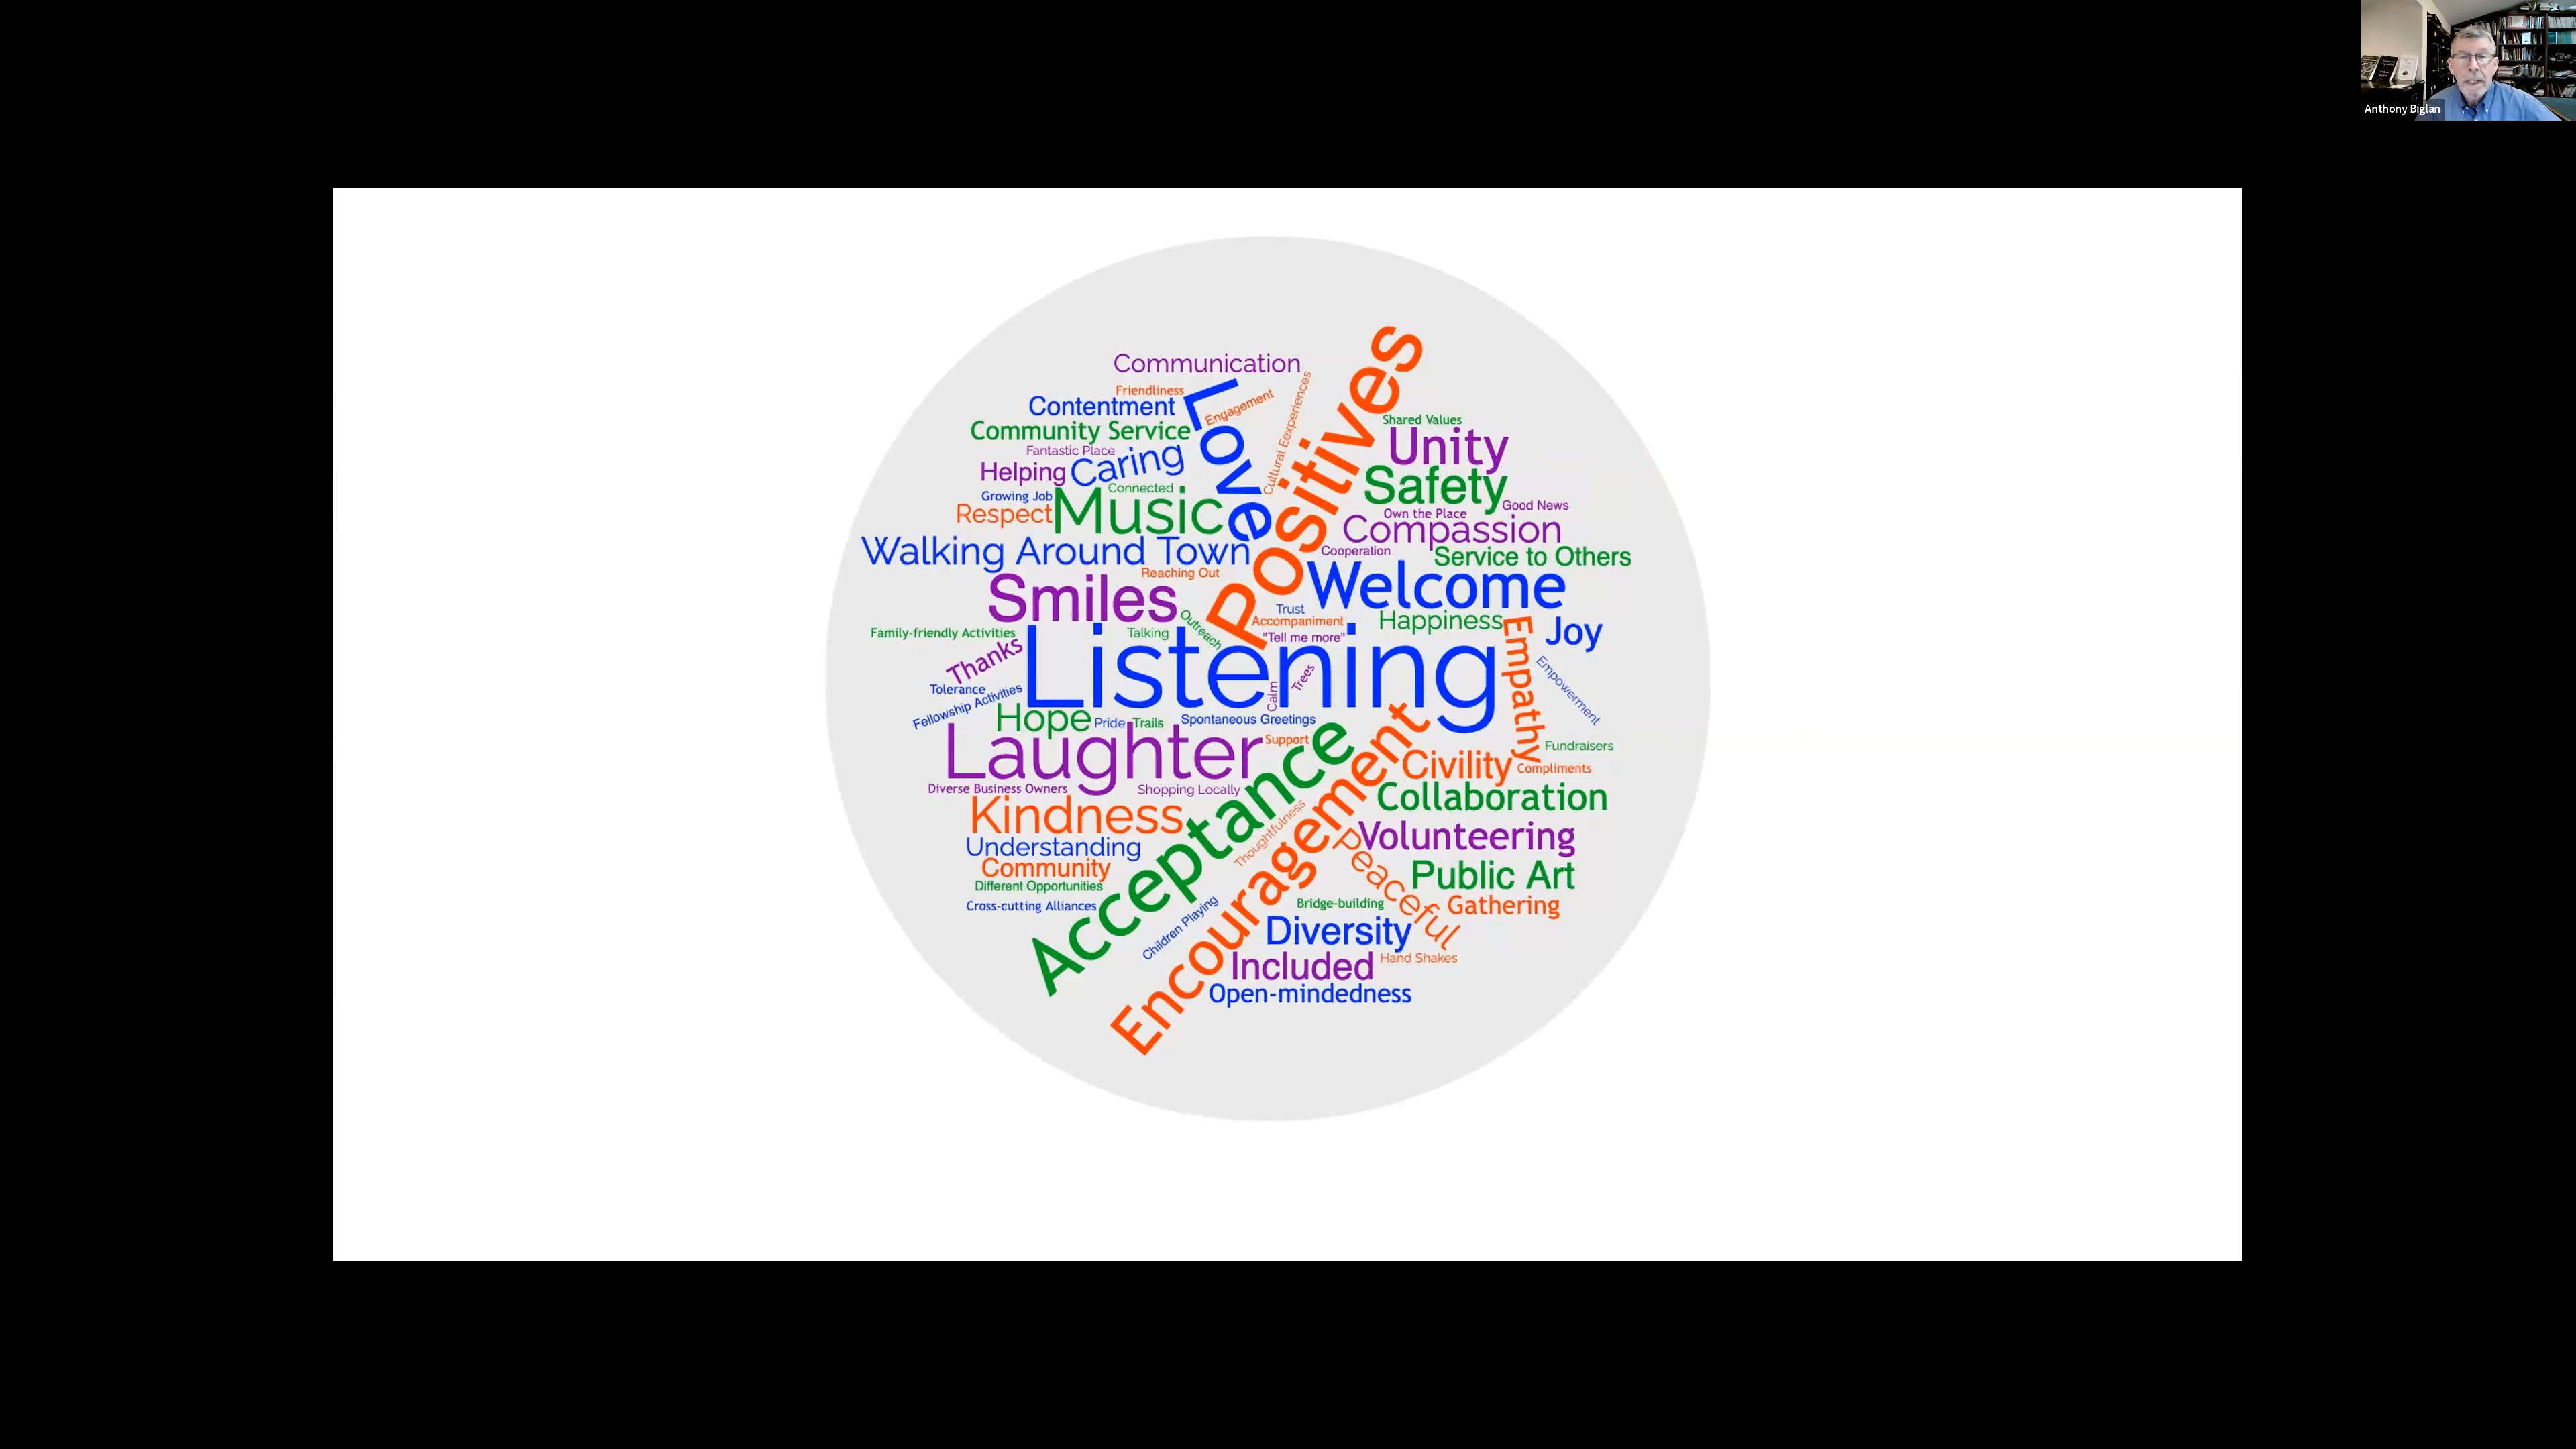 Anthony Biglan
Communication
Friendliness
Contentment
Love
Engagement
Cultural Eexperiences
Positives
Shared Values
Community Service
Unity
Fantastic Place
Helping
Caring
Safety
Connected
Growing Job
Music
Respect
Good News
Own the Place
Compassion
Walking Around Town
Cooperation
Service to Others
Reaching Out
Smiles
Welcome
Trust
Outreach
Accompaniment
Happiness
Family-friendly Activities
Talking
"Tell me more"
Joy
Empathy
Thanks
Listening
Trees
Calm
Empowerment
Tolerance
Fellowship Activities
Hope
Pride
Trails
Spontaneous Greetings
Laughter
Support
Acceptance
Encouragement
Fundraisers
Civility
Compliments
Diverse Business Owners
Shopping Locally
Collaboration
Kindness
Thoughtfulness
Volunteering
Understanding
Peaceful
Community
Public Art
Different Opportunities
Cross-cutting Alliances
Children Playing
Bridge-building
Gathering
Diversity
Included
Hand Shakes
Open-mindedness